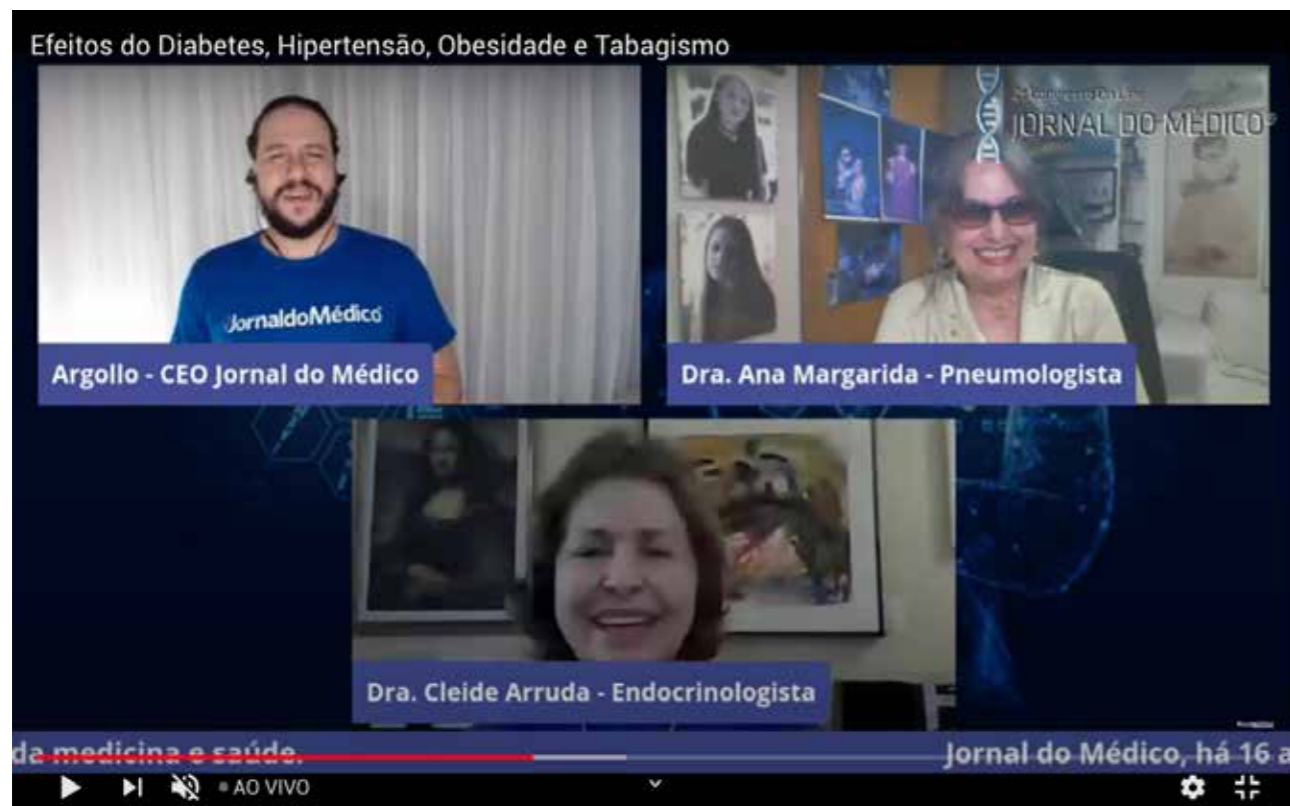 Efeitos do Diabetes, Hipertensão, Obesidade e Tabagismo
JORNAL DO MÉDICO®
JornaldoMédico
Argollo - CEO Jornal do Médico
Dra. Ana Margarida - Pneumologista
Dra. Cleide Arruda - Endocrinologista
da medicina e saúde.
Jornal do Médico, há 16 a
AO VIVO